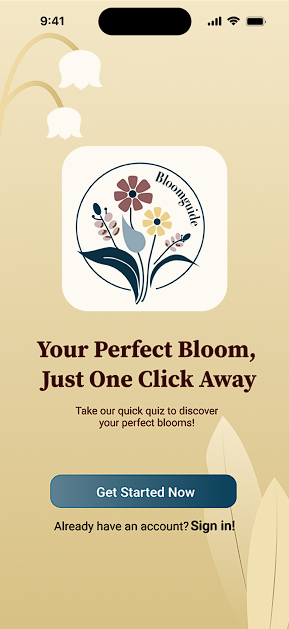 9:41
Bloomguide
Your Perfect Bloom,
Just One Click Away
Take our quick quiz to discover
your perfect blooms!
Get Started Now
Already have an account? Sign in!